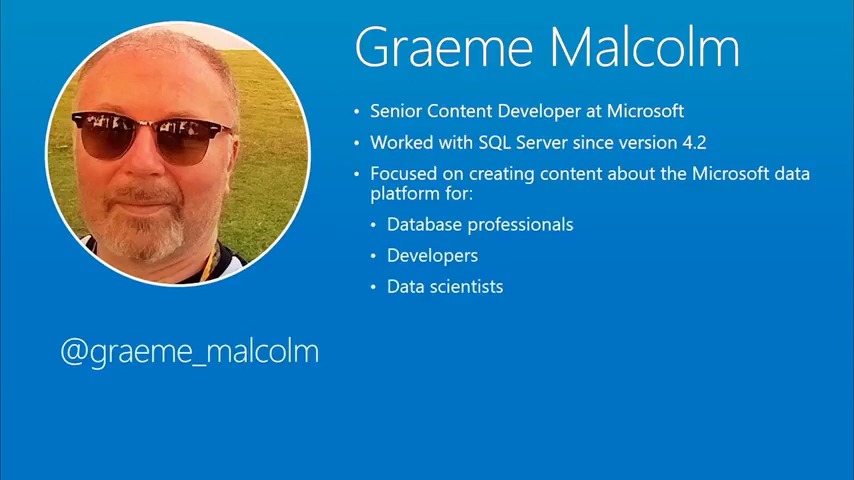 Graeme Malcolm
• Senior Content Developer at Microsoft
• Worked with SQL Server since version 4.2
• Focused on creating content about the Microsoft data
platform for:
• Database professionals
• Developers
• Data scientists
@graeme_malcolm